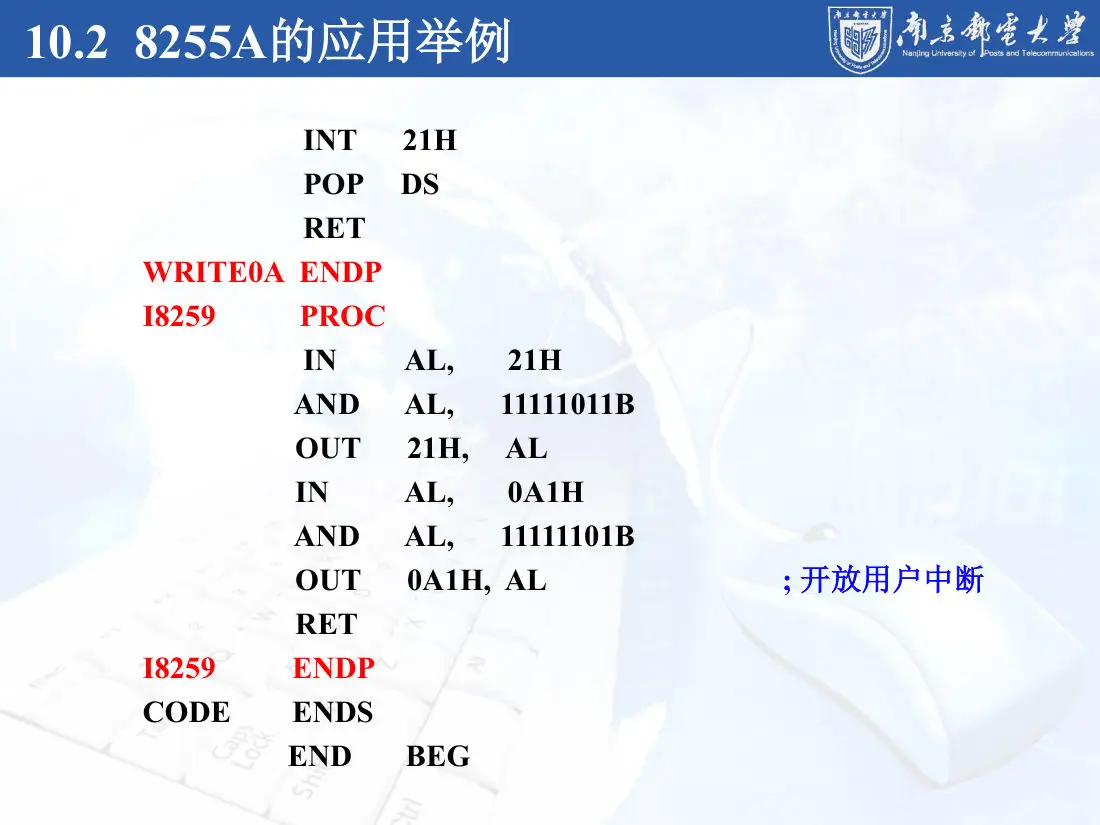 10.2 8255A的应用举例
南京邮电大学
Nanjing University of Posts and Telecommunications
INT 21H
POP DS
RET
WRITE0A ENDP
I8259 PROC
IN AL, 21H
AND AL, 11111011B
OUT 21H, AL
IN AL, 0A1H
AND AL, 11111101B
OUT 0A1H, AL ; 开放用户中断
RET
I8259 ENDP
CODE ENDS
END BEG